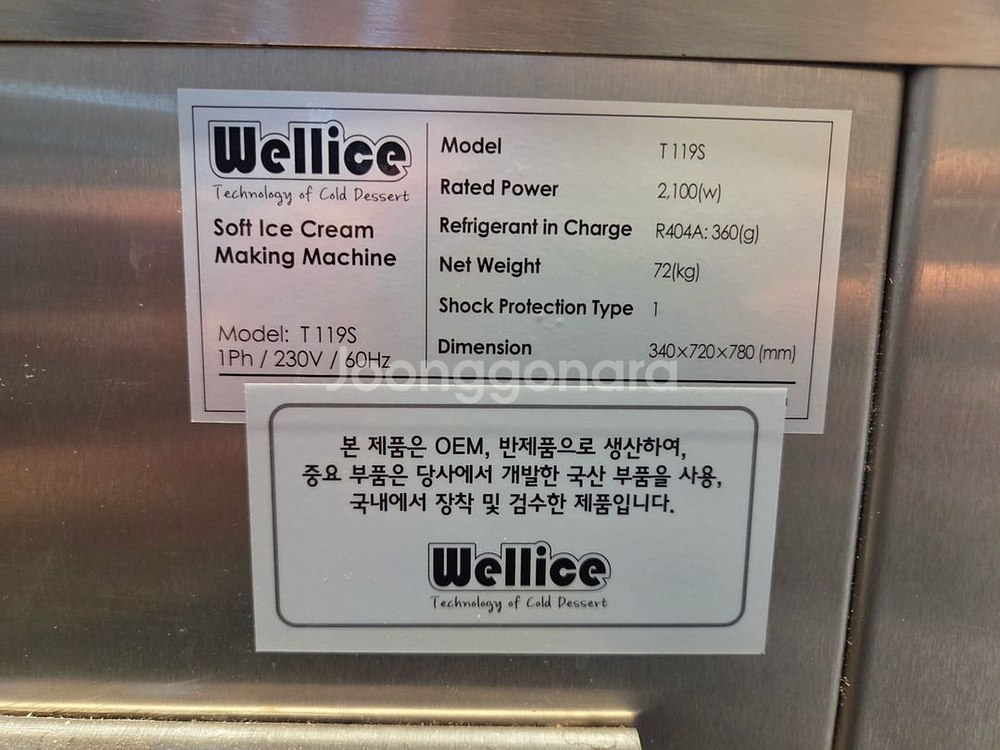 Wellice
Technology of Cold Dessert
Soft Ice Cream
Making Machine
Model: T119S
1Ph / 230V / 60Hz
Model T119S
Rated Power 2,100(w)
Refrigerant in Charge R404A: 360(g)
Net Weight 72(kg)
Shock Protection Type 1
Dimension 340×720×780 (mm)
Joonggonara
본 제품은 OEM, 반제품으로 생산하여,
중요 부품은 당사에서 개발한 국산 부품을 사용,
국내에서 장착 및 검수한 제품입니다.
Wellice
Technology of Cold Dessert